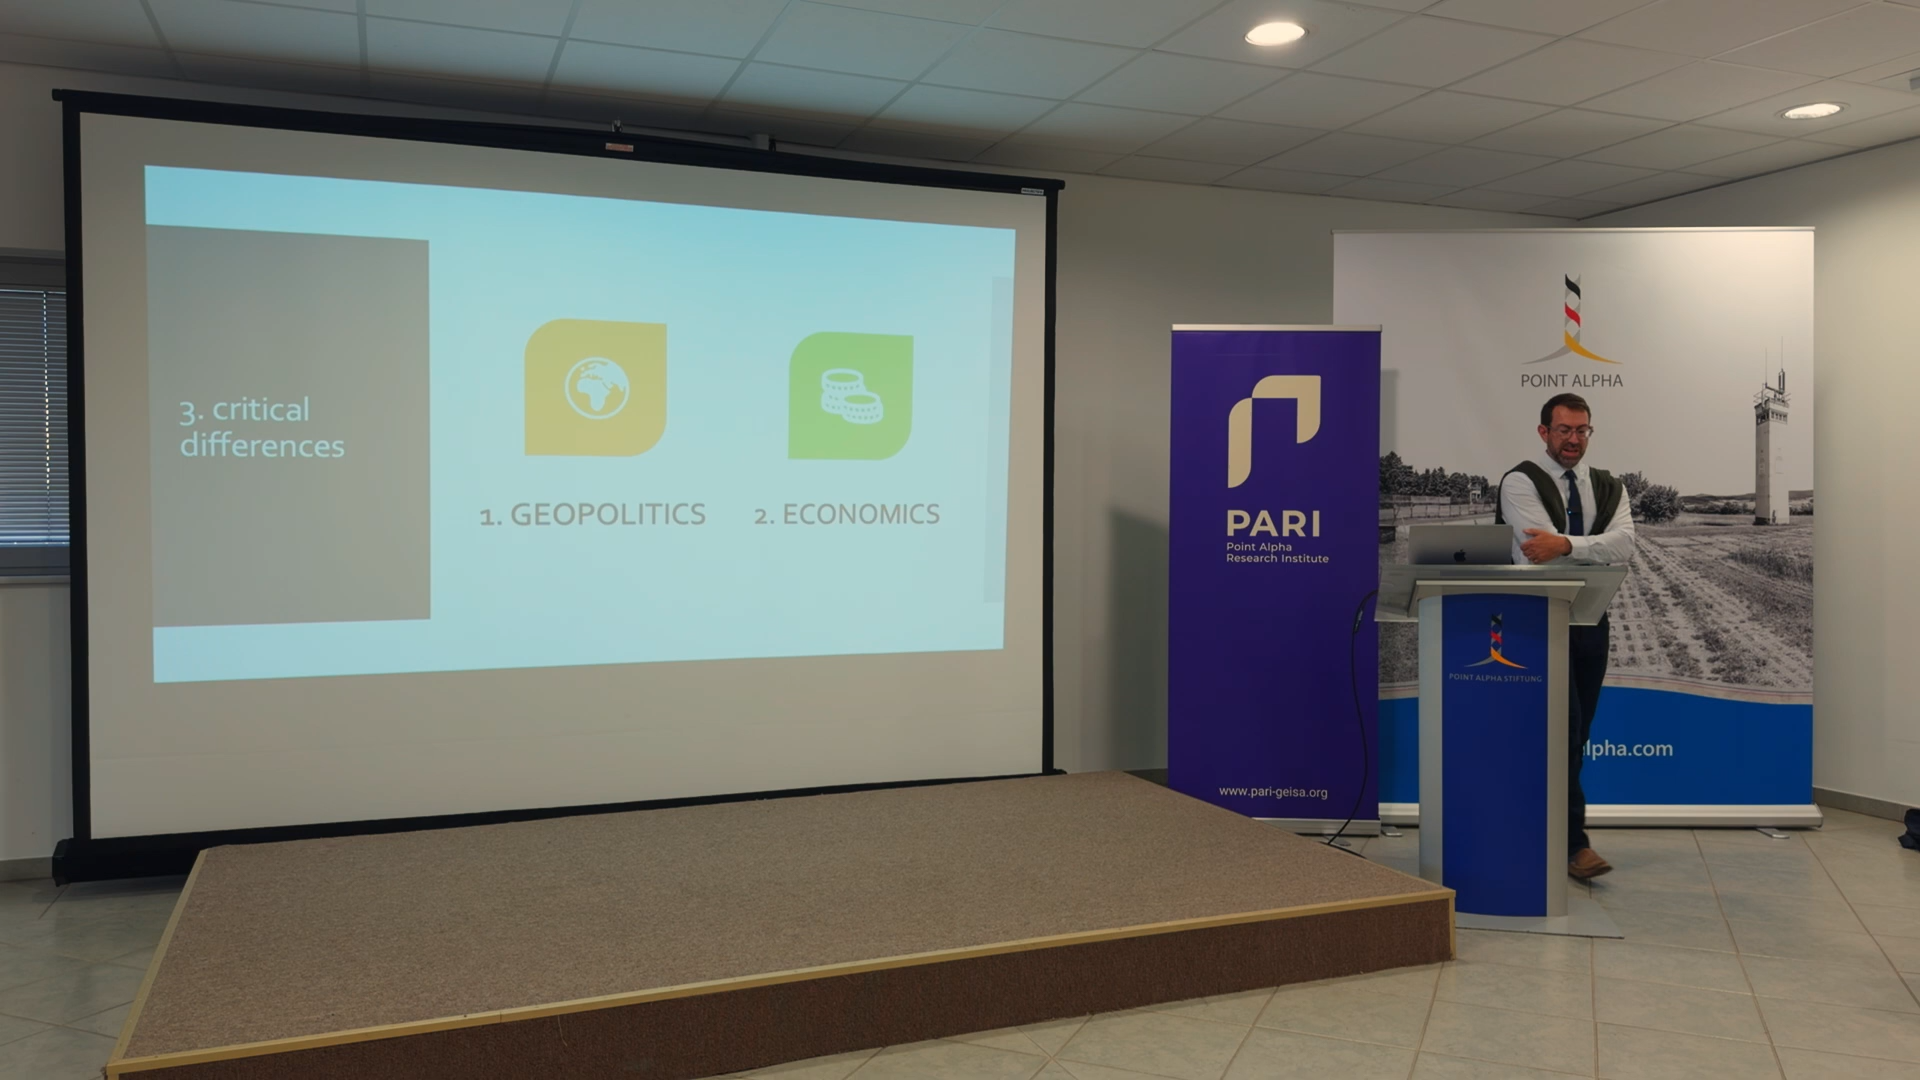 3. critical
differences
1. GEOPOLITICS
2. ECONOMICS
PARI
Point Alpha
Research Institute
www.pari-geisa.org
POINT ALPHA
lpha.com
POINT ALPHA STIFTUNG